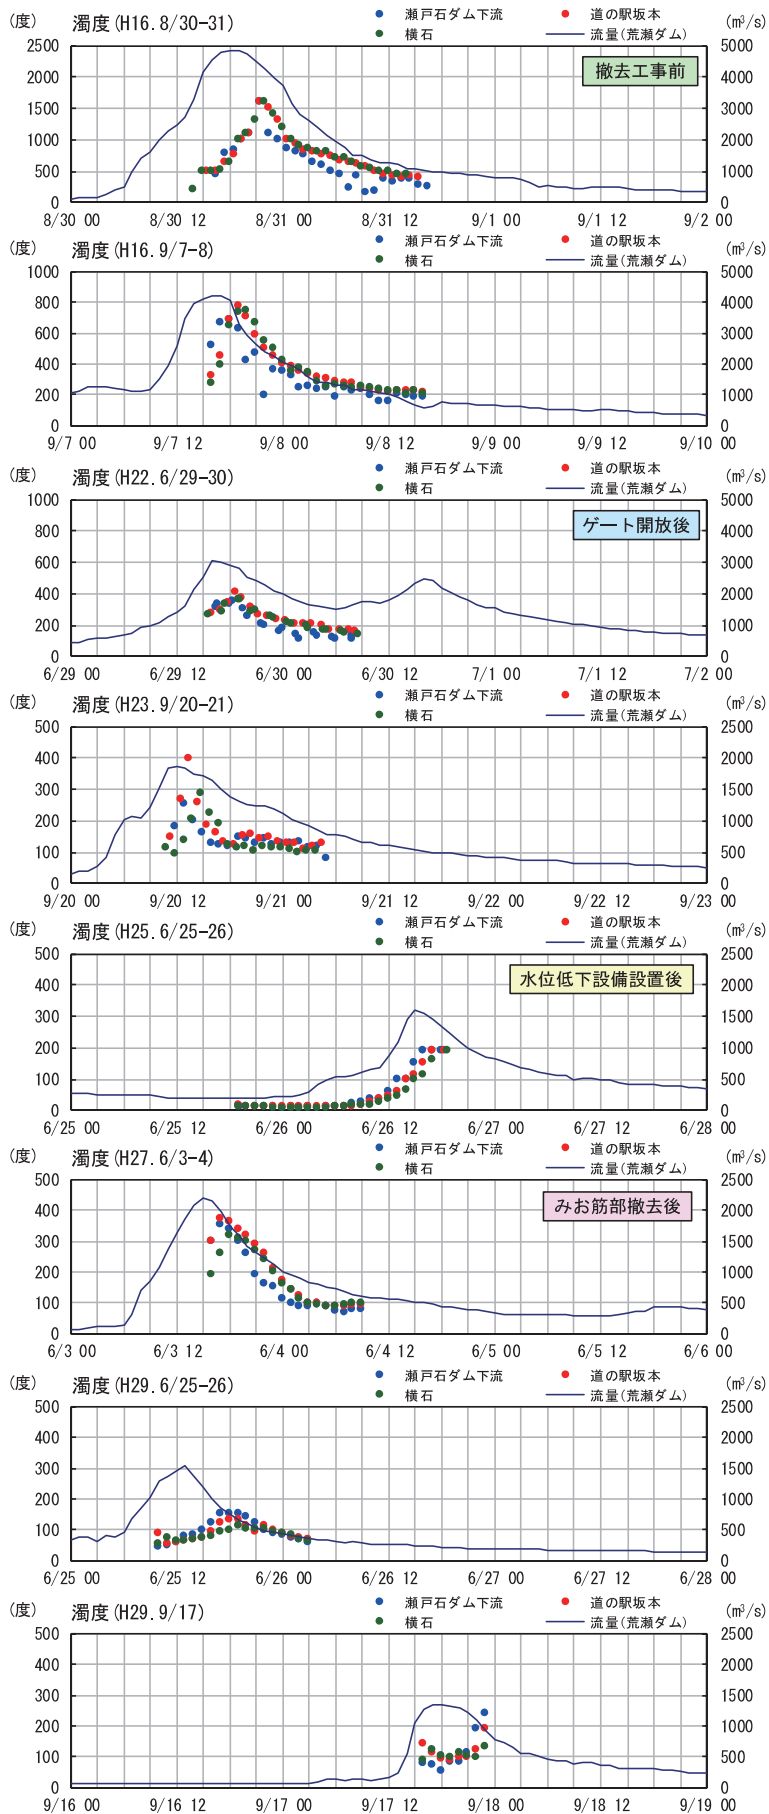 (度) 濁度(H16.8/30-31) 瀬戸石ダム下流 道の駅坂本 (m³/s)
横石 流量(荒瀬ダム)
撤去工事前
2500 5000
2000 4000
1500 3000
1000 2000
500 1000
0 0
8/30 00 8/30 12 8/31 00 8/31 12 9/1 00 9/1 12 9/2 00
(度) 濁度(H16.9/7-8) 瀬戸石ダム下流 道の駅坂本 (m³/s)
横石 流量(荒瀬ダム)
1000 5000
800 4000
600 3000
400 2000
200 1000
0 0
9/7 00 9/7 12 9/8 00 9/8 12 9/9 00 9/9 12 9/10 00
(度) 濁度(H22.6/29-30) 瀬戸石ダム下流 道の駅坂本 (m³/s)
横石 流量(荒瀬ダム)
ゲート開放後
1000 5000
800 4000
600 3000
400 2000
200 1000
0 0
6/29 00 6/29 12 6/30 00 6/30 12 7/1 00 7/1 12 7/2 00
(度) 濁度(H23.9/20-21) 瀬戸石ダム下流 道の駅坂本 (m³/s)
横石 流量(荒瀬ダム)
500 2500
400 2000
300 1500
200 1000
100 500
0 0
9/20 00 9/20 12 9/21 00 9/21 12 9/22 00 9/22 12 9/23 00
(度) 濁度(H25.6/25-26) 瀬戸石ダム下流 道の駅坂本 (m³/s)
横石 流量(荒瀬ダム)
水位低下設備設置後
500 2500
400 2000
300 1500
200 1000
100 500
0 0
6/25 00 6/25 12 6/26 00 6/26 12 6/27 00 6/27 12 6/28 00
(度) 濁度(H27.6/3-4) 瀬戸石ダム下流 道の駅坂本 (m³/s)
横石 流量(荒瀬ダム)
みお筋部撤去後
500 2500
400 2000
300 1500
200 1000
100 500
0 0
6/3 00 6/3 12 6/4 00 6/4 12 6/5 00 6/5 12 6/6 00
(度) 濁度(H29.6/25-26) 瀬戸石ダム下流 道の駅坂本 (m³/s)
横石 流量(荒瀬ダム)
500 2500
400 2000
300 1500
200 1000
100 500
0 0
6/25 00 6/25 12 6/26 00 6/26 12 6/27 00 6/27 12 6/28 00
(度) 濁度(H29.9/17) 瀬戸石ダム下流 道の駅坂本 (m³/s)
横石 流量(荒瀬ダム)
500 2500
400 2000
300 1500
200 1000
100 500
0 0
9/16 00 9/16 12 9/17 00 9/17 12 9/18 00 9/18 12 9/19 00